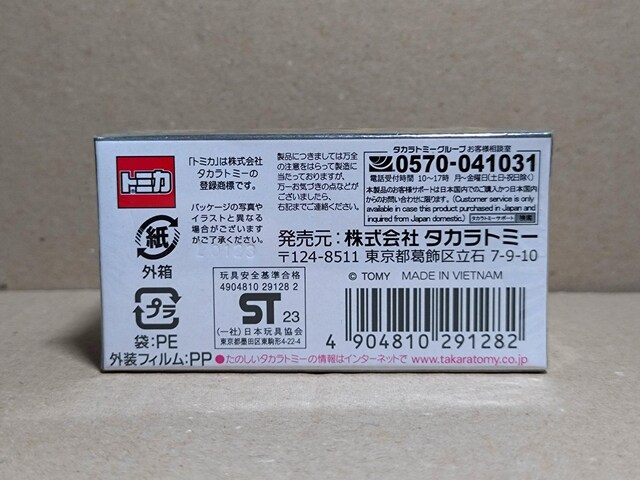 トミカ
「トミカ」は株式会社
タカラトミーの
登録商標です。
パッケージの写真や
イラストと異なる
場合がございます
がご了承ください。
製品につきましては万全
の注意をはらって製造に
当たっておりますが、
万一お気づきの点などが
ございましたら、
右記までご連絡ください。
タカラトミーグループ お客様相談室
0570-041031
電話受付時間 10〜17時 月〜金曜日(土・日・祝日除く)
本製品のお客様サポートは日本国内でのご購入かつ日本国内
からのお問い合わせに限ります。(Customer service is only
available in case this product purchased in Japan and
inquired from Japan domestic.) タカラトミーサポート 検索
発売元：株式会社 タカラトミー
〒124-8511 東京都葛飾区立石 7-9-10
© TOMY MADE IN VIETNAM
紙
外箱
プラ
袋:PE
外装フィルム:PP
玩具安全基準合格
4904810 29128 2
ST 23
(一社)日本玩具協会
東京都墨田区東駒形4-22-4
4 904810 291282
●たのしいタカラトミーの情報はインターネットで www.takaratomy.co.jp